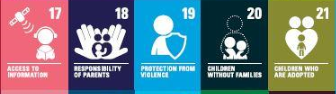 17
ACCESS TO
INFORMATION
18
RESPONSIBILITY
OF PARENTS
19
PROTECTION FROM
VIOLENCE
20
CHILDREN
WITHOUT FAMILIES
21
CHILDREN WHO
ARE ADOPTED